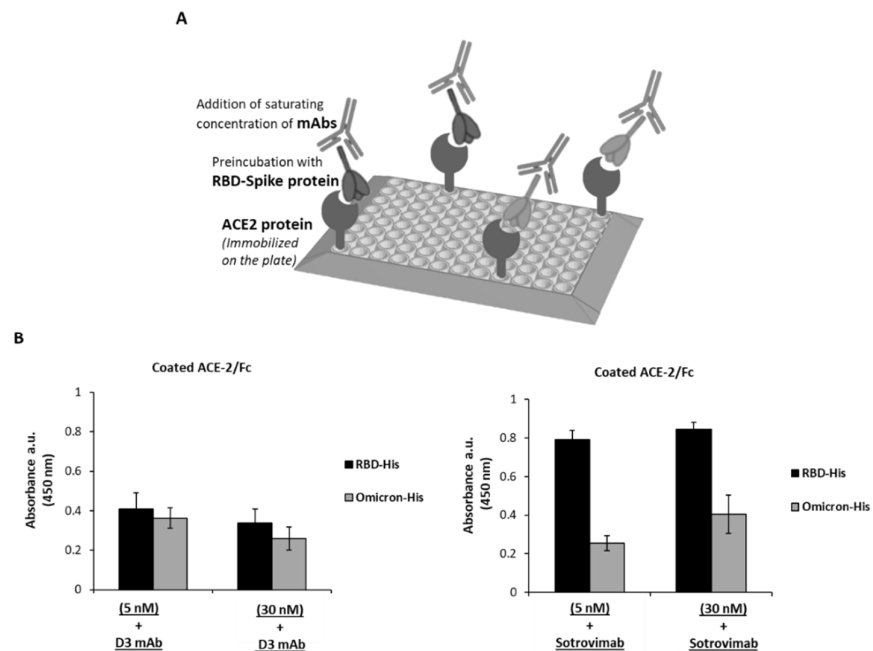 A
Addition of saturating
concentration of mAbs
Preincubation with
RBD-Spike protein
ACE2 protein
(Immobilized
on the plate)
B
Coated ACE-2/Fc
Absorbance a.u.
(450 nm)
1
0.8
0.6
0.4
0.2
0
RBD-His
Omicron-His
(5 nM)
+
D3 mAb
(30 nM)
+
D3 mAb
Coated ACE-2/Fc
Absorbance a.u.
(450 nm)
1
0.8
0.6
0.4
0.2
0
RBD-His
Omicron-His
(5 nM)
+
Sotrovimab
(30 nM)
+
Sotrovimab